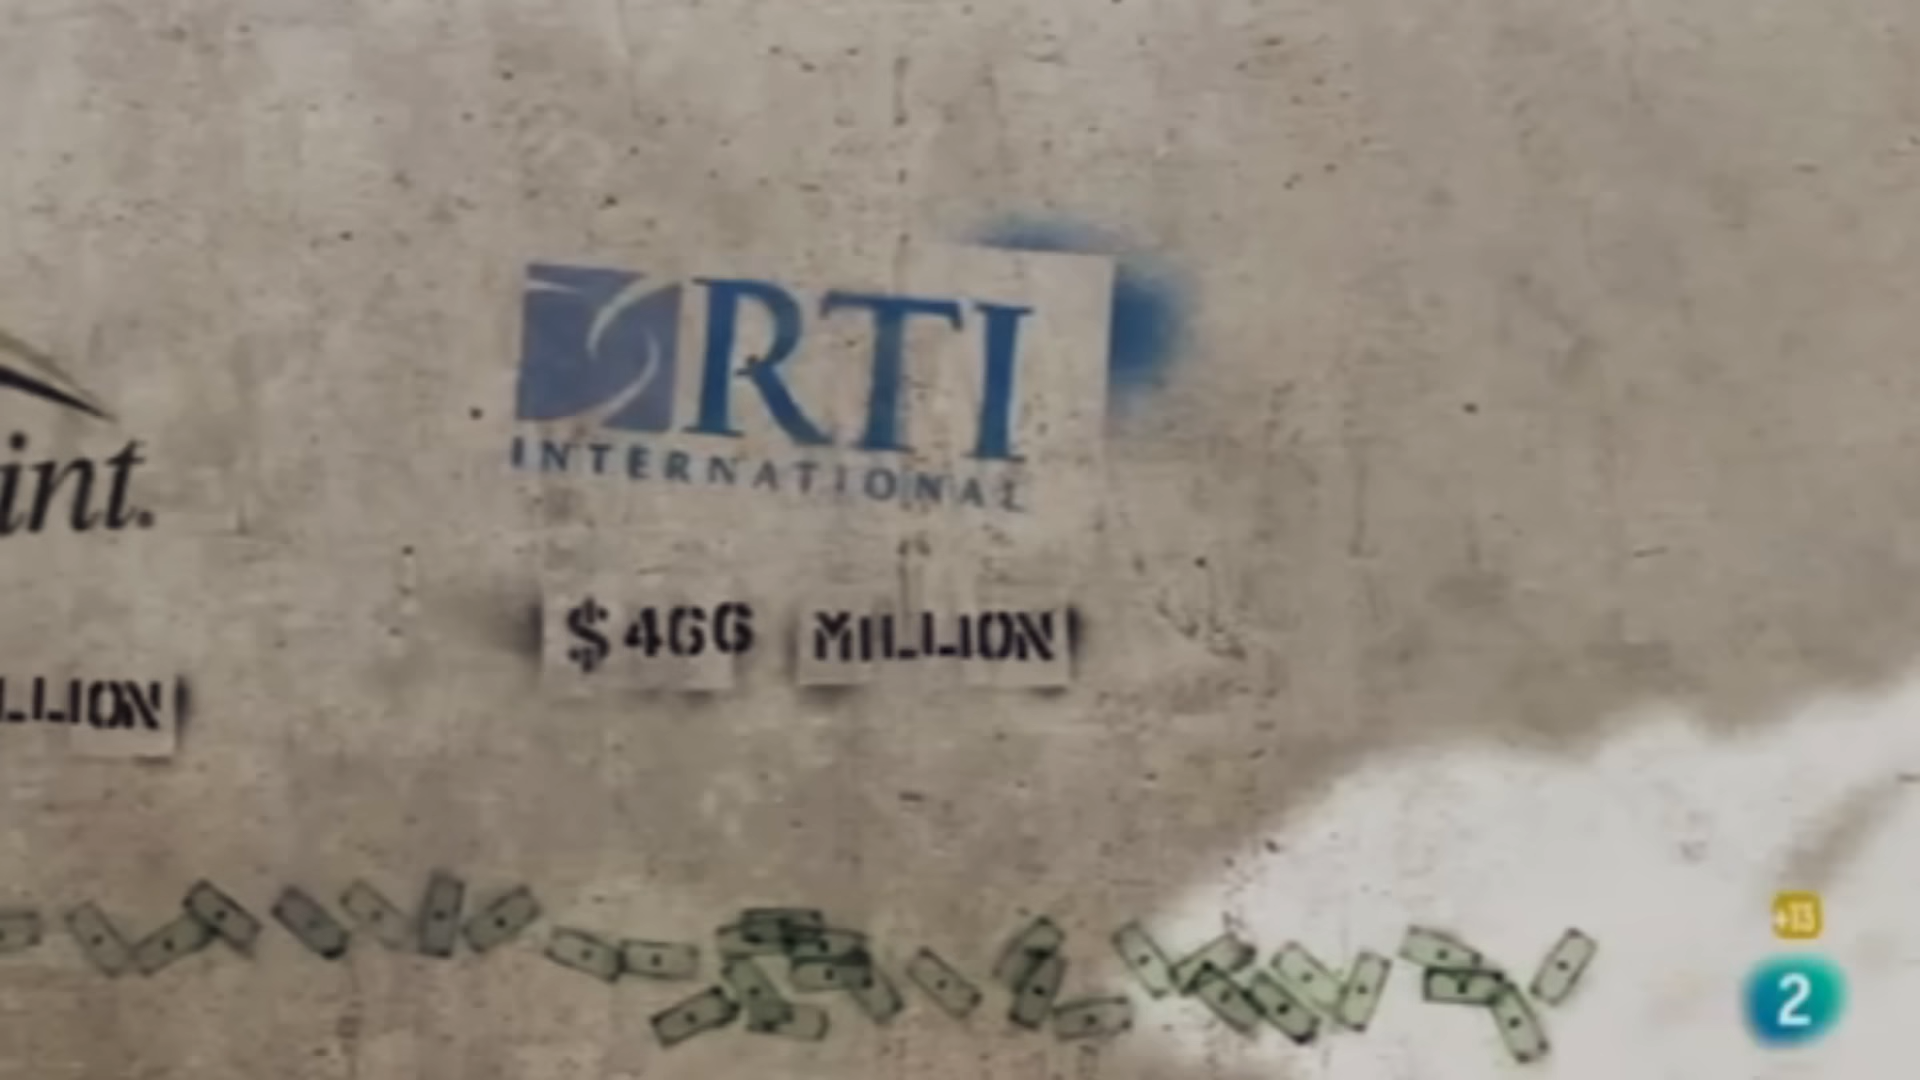 int.
LLION
RTI
INTERNATIONAL
$466 MILLION
+13
2